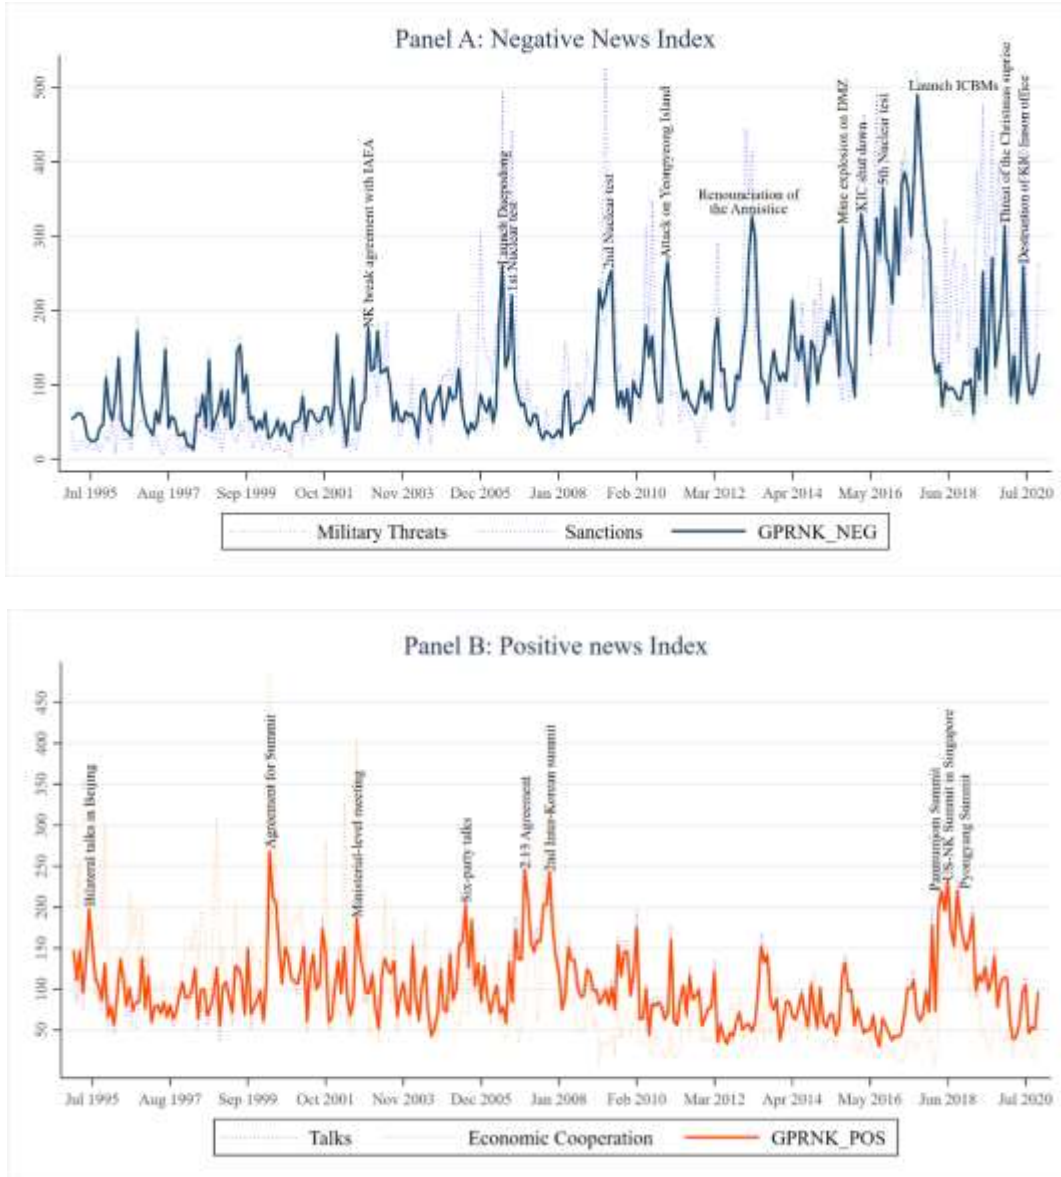 Panel A: Negative News Index
500
400
300
200
100
0
NK break agreement with IAEA
Launch Daepodong
1st Nuclear test
2nd Nuclear test
Attack on Yeongyeong Island
Renounciation of
the Armistice
Mine explosion on DMZ
KIC shut down
5th Nuclear test
Launch ICBMs
Threat of the Christmas suprise
Destruction of KIC liason office
Jul 1995 Aug 1997 Sep 1999 Oct 2001 Nov 2003 Dec 2005 Jan 2008 Feb 2010 Mar 2012 Apr 2014 May 2016 Jun 2018 Jul 2020
Military Threats Sanctions GPRNK_NEG
Panel B: Positive news Index
450
400
350
300
250
200
150
100
50
Bilateral talks in Beijing
Agreement for Summit
Ministerial-level meeting
Six-party talks
2.13 Agreement
2nd Inter-Korean summit
Panmunjom Summit
US-NK Summit in Singapore
Pyongyang Summit
Jul 1995 Aug 1997 Sep 1999 Oct 2001 Nov 2003 Dec 2005 Jan 2008 Feb 2010 Mar 2012 Apr 2014 May 2016 Jun 2018 Jul 2020
Talks Economic Cooperation GPRNK_POS